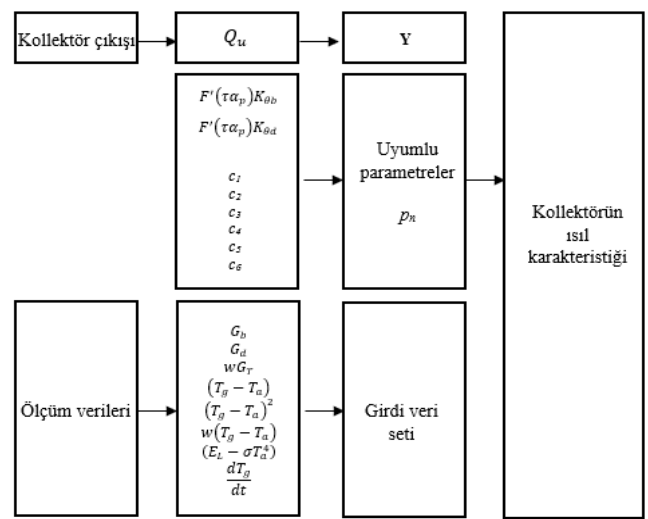 Kollektör çıkışı
Q_u
Y
F'(τα_p)K_θb
F'(τα_p)K_θd
c_1
c_2
c_3
c_4
c_5
c_6
Uyumlu
parametreler
p_n
Kollektörün
ısıl
karakteristiği
Ölçüm verileri
G_b
G_d
wG_T
(T_g − T_a)
(T_g − T_a)^2
w(T_g − T_a)
(E_L − σT_a^4)
dT_g
dt
Girdi veri
seti